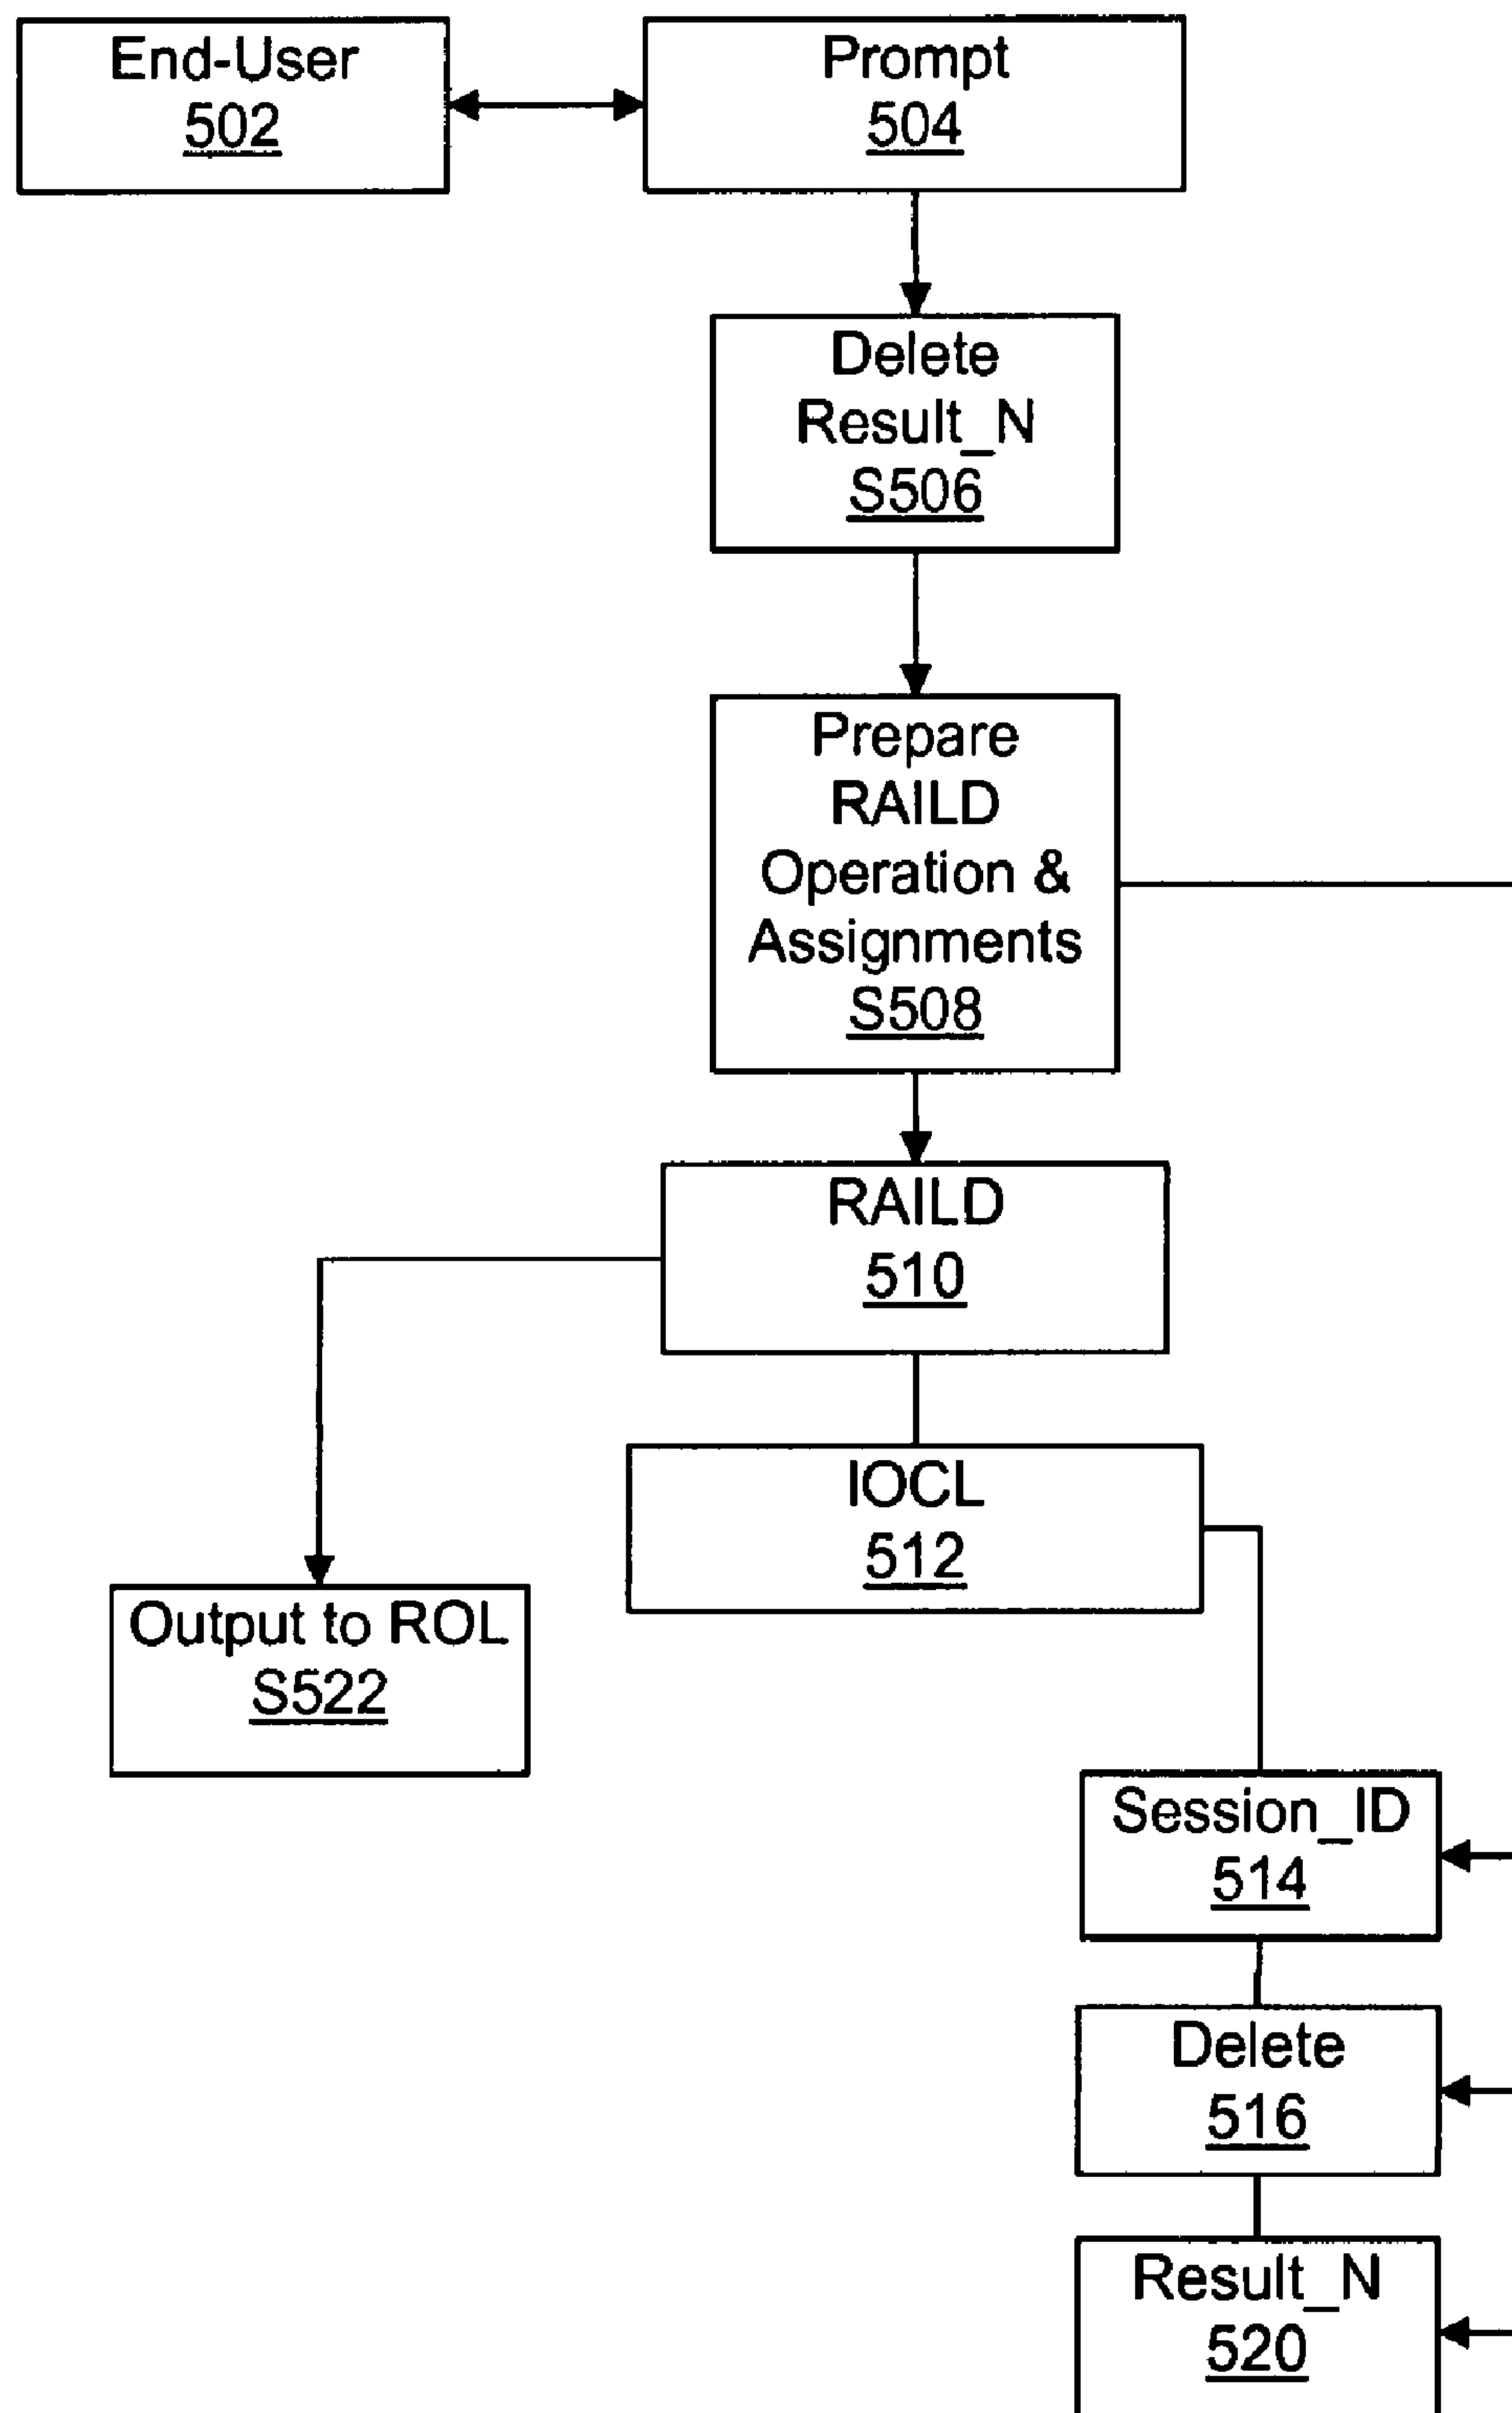 End-User
502
Prompt
504
Delete
Result_N
S506
Prepare
RAILD
Operation &
Assignments
S508
RAILD
510
IOCL
512
Output to ROL
S522
Session_ID
514
Delete
516
Result_N
520